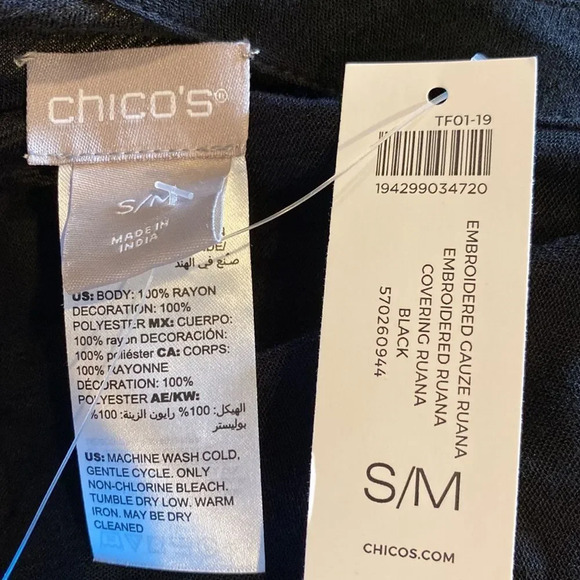 chico's®
S/M
MADE IN
INDIA
صنع في الهند
US: BODY: 100% RAYON
DECORATION: 100%
POLYESTER MX: CUERPO:
100% rayon DECORACIÓN:
100% poliéster CA: CORPS:
100% RAYONNE
DÉCORATION: 100%
POLYESTER AE/KW:
الهيكل: 100% رايون الزينة: 100%
بوليستر
US: MACHINE WASH COLD,
GENTLE CYCLE. ONLY
NON-CHLORINE BLEACH.
TUMBLE DRY LOW. WARM
IRON. MAY BE DRY
CLEANED
TF01-19
194299034720
EMBROIDERED GAUZE RUANA
EMBROIDERED RUANA
COVERING RUANA
570260944
BLACK
S/M
CHICOS.COM